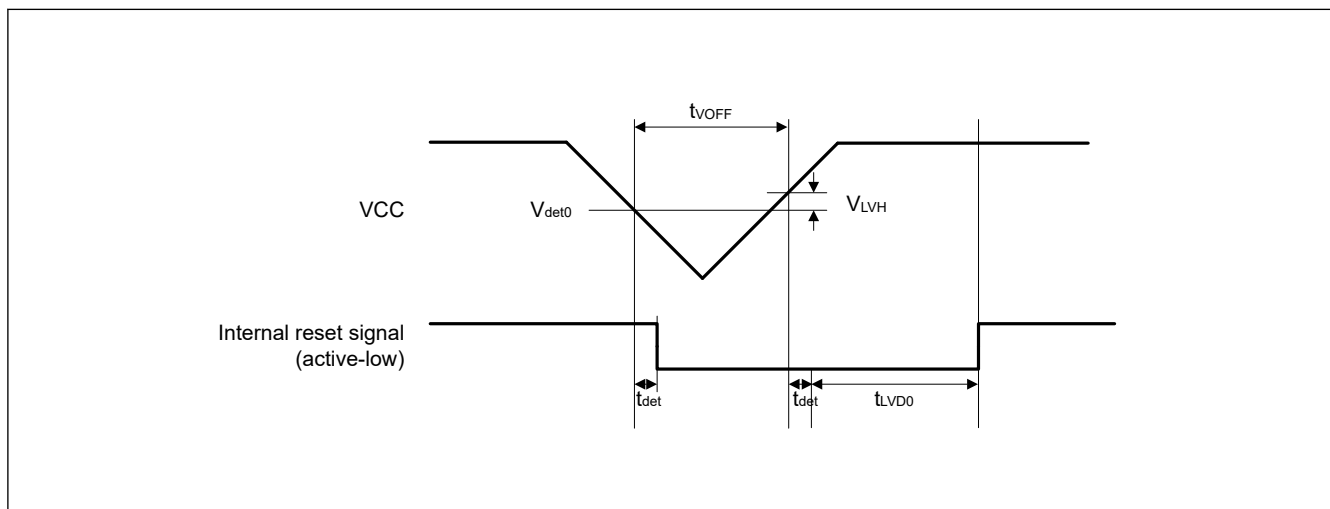 tVOFF
VCC
Vdet0
VLVH
Internal reset signal
(active-low)
tdet
tdet
tLVD0